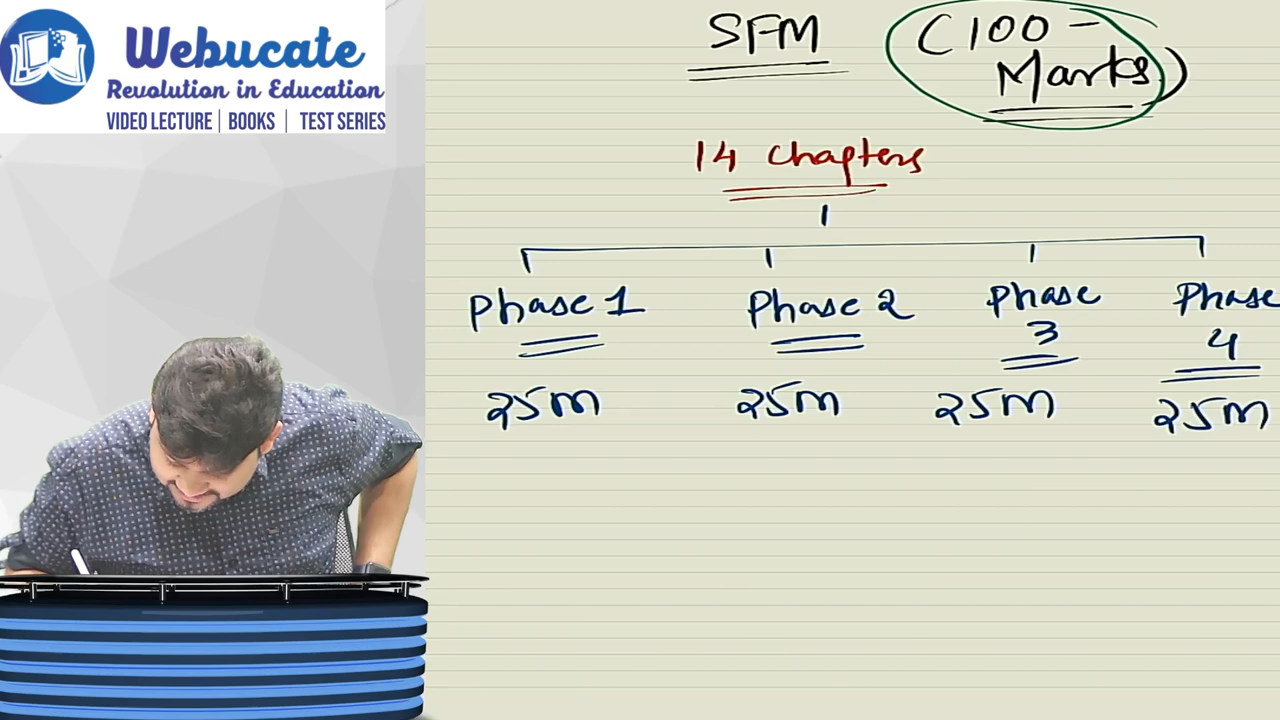 Webucate
Revolution in Education
VIDEO LECTURE | BOOKS | TEST SERIES
SFM (100 -
Marks)
14 chapters
Phase 1 Phase 2 Phase 3 Phase 4
25M 25M 25M 25M